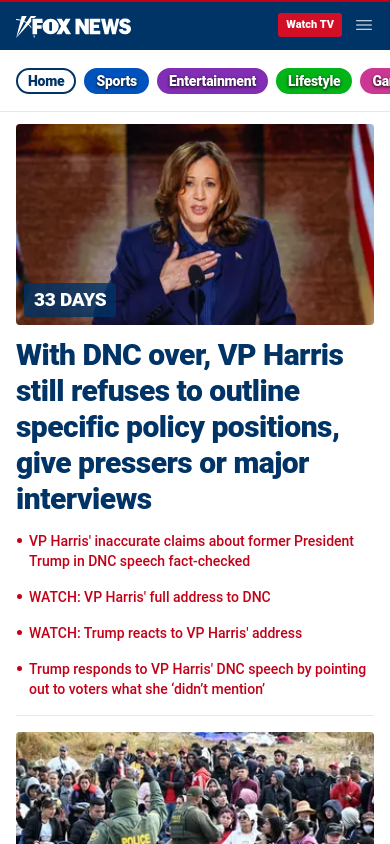 FOX NEWS
Watch TV
Home Sports Entertainment Lifestyle Ga
33 DAYS
With DNC over, VP Harris
still refuses to outline
specific policy positions,
give pressers or major
interviews
• VP Harris' inaccurate claims about former President
Trump in DNC speech fact-checked
• WATCH: VP Harris' full address to DNC
• WATCH: Trump reacts to VP Harris' address
• Trump responds to VP Harris' DNC speech by pointing
out to voters what she ‘didn’t mention’
POLICE